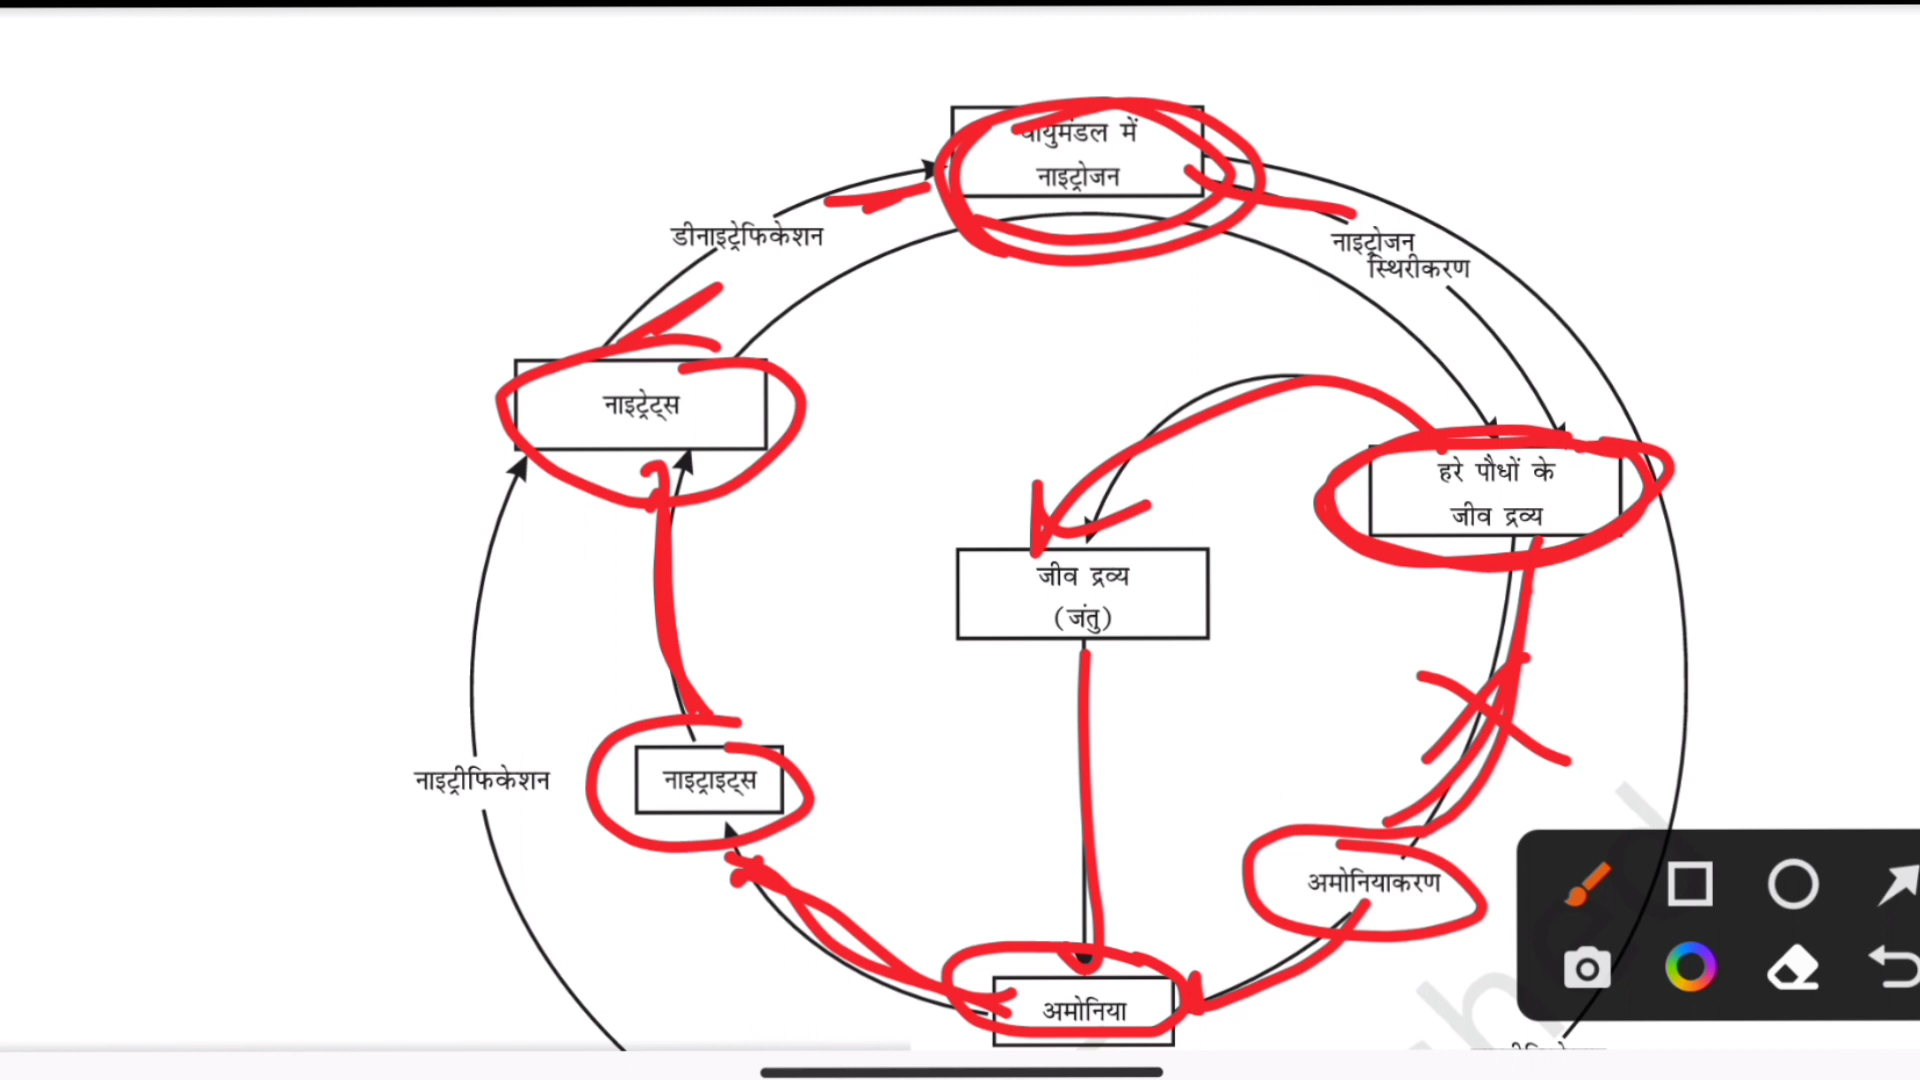 वायुमंडल में
नाइट्रोजन
डीनाइट्रेफिकेशन
नाइट्रोजन
स्थिरीकरण
नाइट्रेट्स
हरे पौधों के
जीव द्रव्य
जीव द्रव्य
(जंतु)
नाइट्रीफिकेशन
नाइट्राइट्स
अमोनियाकरण
अमोनिया